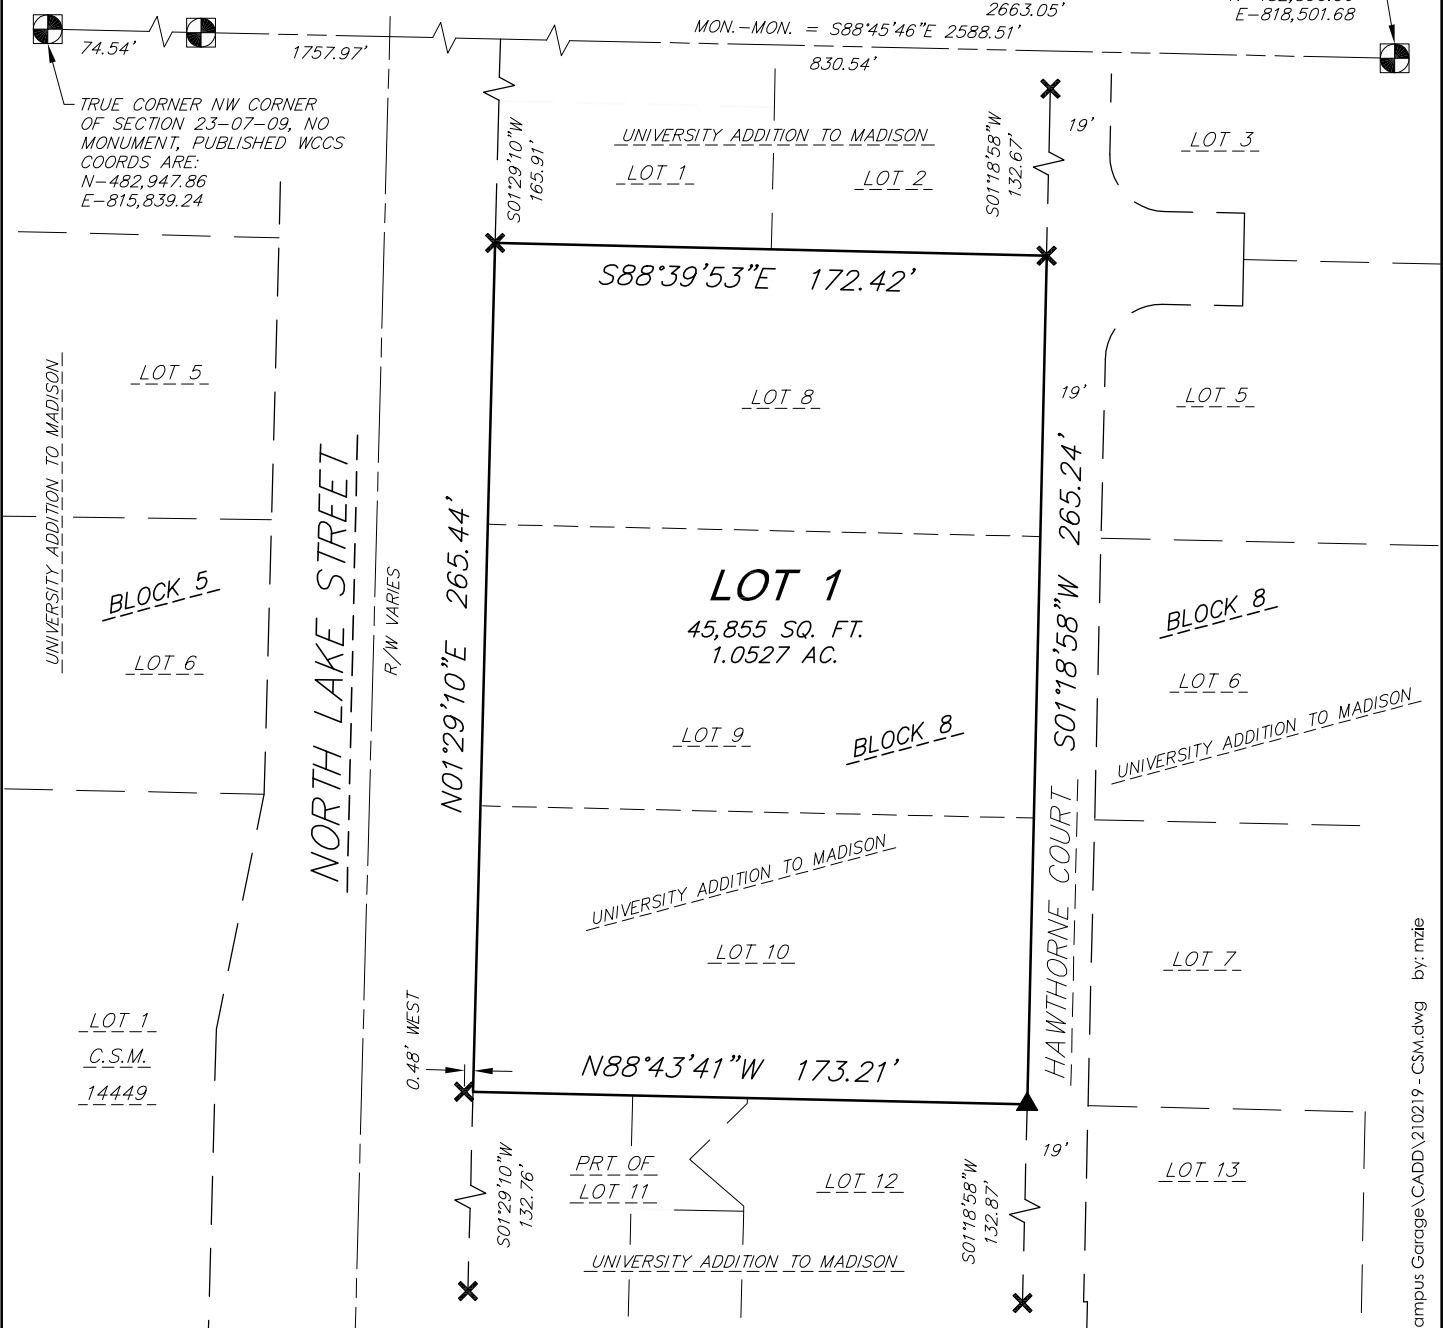 2663.05'
E-818,501.68
MON.-MON. = S88°45'46"E 2588.51'
74.54'
1757.97'
830.54'
TRUE CORNER NW CORNER
OF SECTION 23-07-09, NO
MONUMENT, PUBLISHED WCCS
COORDS ARE:
N-482,947.86
E-815,839.24
S01°29'10"W
165.91'
UNIVERSITY ADDITION TO MADISON
LOT 1
LOT 2
S01°18'58"W
132.67'
19'
LOT 3
S88°39'53"E 172.42'
UNIVERSITY ADDITION TO MADISON
LOT 5
LOT 8
19'
LOT 5
NORTH LAKE STREET
R/W VARIES
N01°29'10"E 265.44'
LOT 1
45,855 SQ. FT.
1.0527 AC.
S01°18'58"W 265.24'
BLOCK 5
LOT 6
BLOCK 8
LOT 6
UNIVERSITY ADDITION TO MADISON
LOT 9
BLOCK 8
HAWTHORNE COURT
UNIVERSITY ADDITION TO MADISON
LOT 10
LOT 7
LOT 1
C.S.M.
14449
0.48' WEST
N88°43'41"W 173.21'
S01°29'10"W
132.76'
PRT OF
LOT 11
LOT 12
S01°18'58"W
132.87'
19'
LOT 13
UNIVERSITY ADDITION TO MADISON
ampus Garage\CADD\210219 - CSM.dwg by: mzie